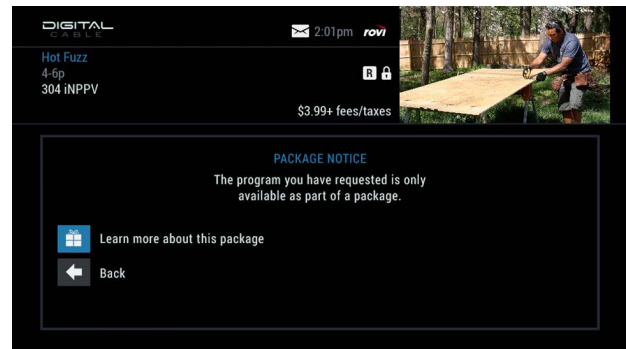 DIGITAL
CABLE
2:01pm rovi
Hot Fuzz
4-6p
R
304 iNPPV
$3.99+ fees/taxes
PACKAGE NOTICE
The program you have requested is only
available as part of a package.
Learn more about this package
Back